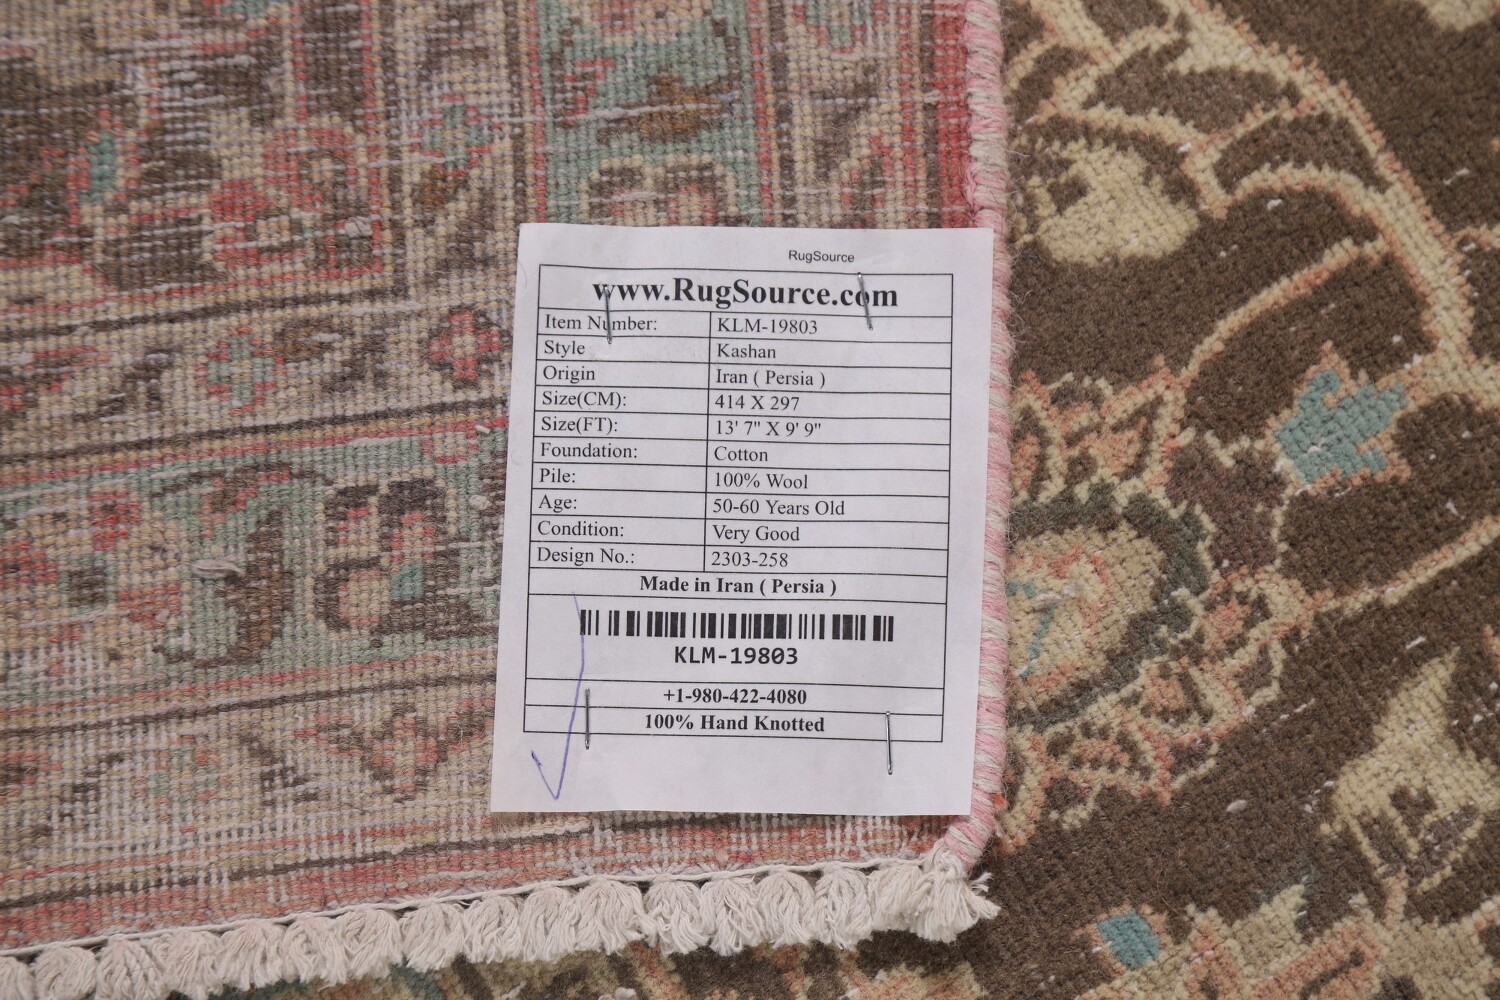 RugSource
www.RugSource.com
Item Number: KLM-19803
Style Kashan
Origin Iran ( Persia )
Size(CM): 414 X 297
Size(FT): 13' 7" X 9' 9"
Foundation: Cotton
Pile: 100% Wool
Age: 50-60 Years Old
Condition: Very Good
Design No.: 2303-258
Made in Iran ( Persia )
KLM-19803
+1-980-422-4080
100% Hand Knotted